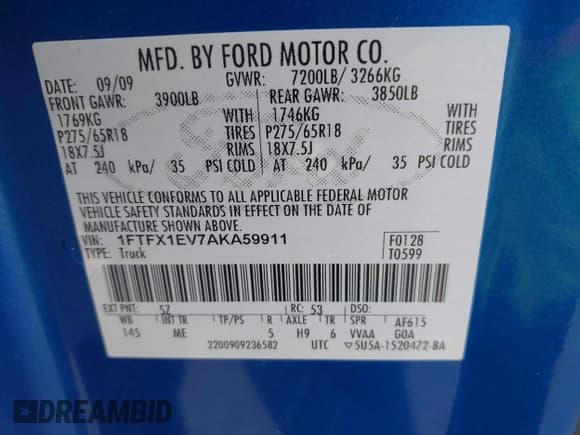 MFD. BY FORD MOTOR CO.
DATE: 09/09 GVWR: 7200LB/ 3266KG
FRONT GAWR: 3900LB REAR GAWR: 3850LB
1769KG WITH 1746KG WITH
P275/65R18 TIRES P275/65R18 TIRES
18X7.5J RIMS 18X7.5J RIMS
AT 240 kPa/ 35 PSI COLD AT 240 kPa/ 35 PSI COLD
THIS VEHICLE CONFORMS TO ALL APPLICABLE FEDERAL MOTOR
VEHICLE SAFETY STANDARDS IN EFFECT ON THE DATE OF
MANUFACTURE SHOWN ABOVE.
VIN: 1FTFX1EV7AKA59911 F0128
TYPE: Truck T0599
EXT PNT: SZ RC: 53 DSO:
WB INT TR TP/PS R AXLE TR SPR AF615
145 ME 5 H9 6 VVAA GOA
2200909236582 UTC 5U5A-1520472-BA
DREAMBID